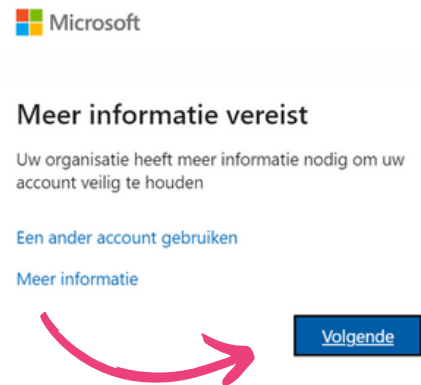 Microsoft
Meer informatie vereist
Uw organisatie heeft meer informatie nodig om uw
account veilig te houden
Een ander account gebruiken
Meer informatie
Volgende